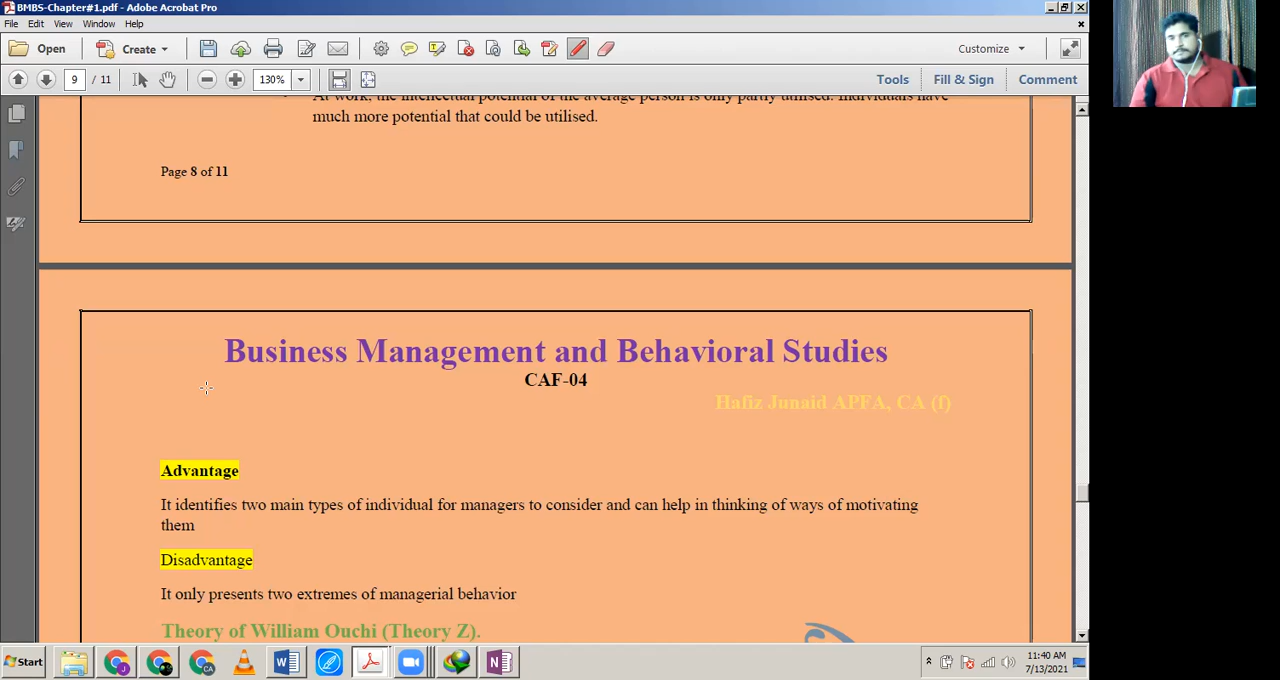 BMBS-Chapter#1.pdf - Adobe Acrobat Pro
File Edit View Window Help
Open Create Customize
9 / 11 130% Tools Fill & Sign Comment
At work, the intellectual potential of the average person is only partly utilised. Individuals have
much more potential that could be utilised.
Page 8 of 11
Business Management and Behavioral Studies
CAF-04
Hafiz Junaid APFA, CA (f)
Advantage
It identifies two main types of individual for managers to consider and can help in thinking of ways of motivating
them
Disadvantage
It only presents two extremes of managerial behavior
Theory of William Ouchi (Theory Z).
Start
11:40 AM
7/13/2021